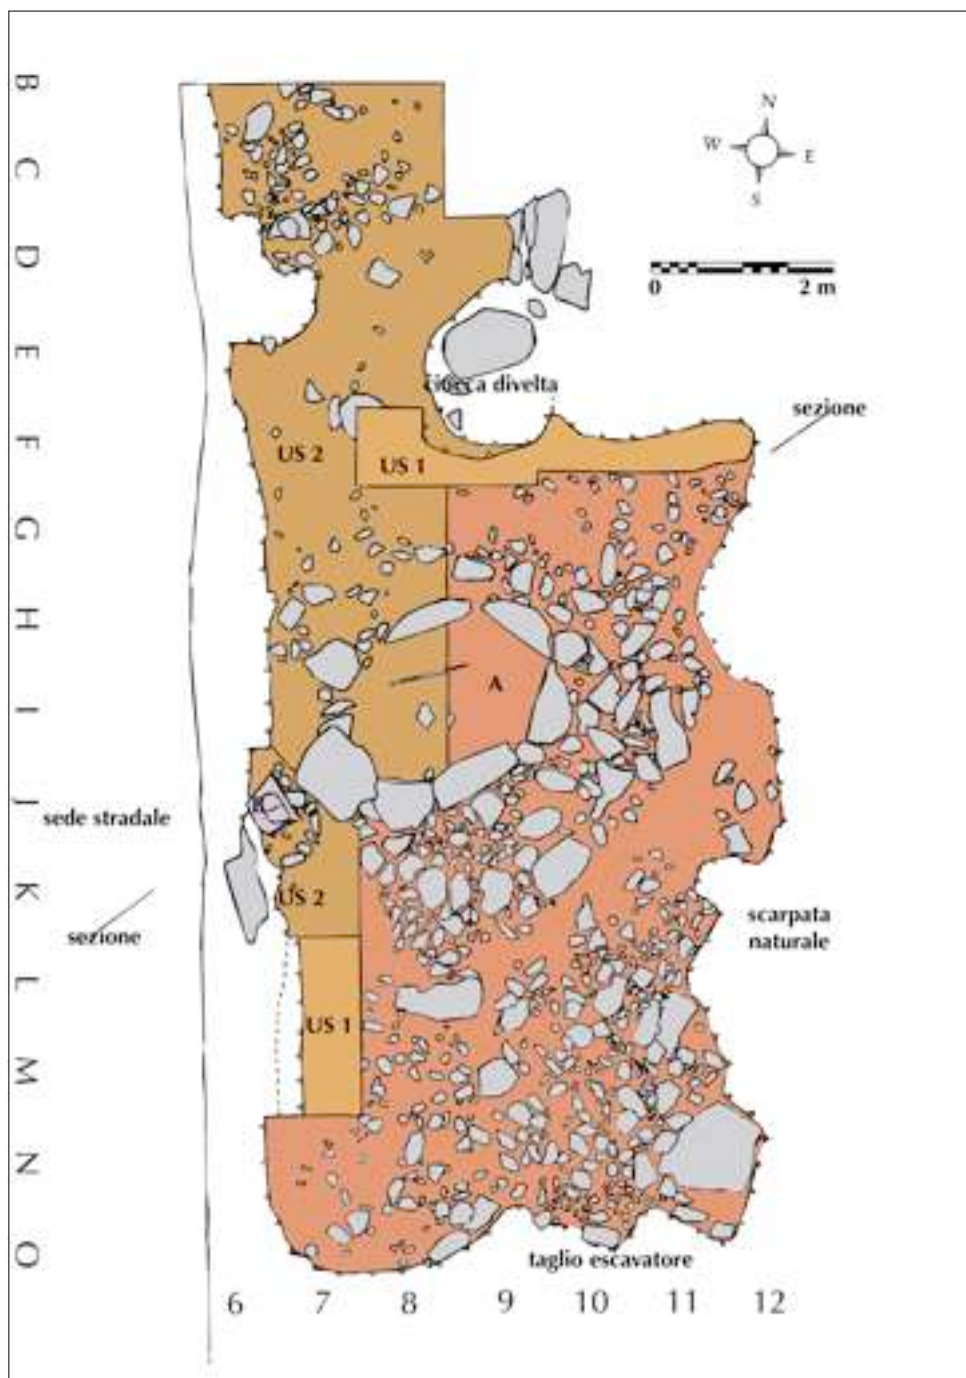 B
C
D
E
F
G
H
I
J
K
L
M
N
O
N
W
E
S
0 2 m
divelta
sezione
US 2
US 1
A
sede stradale
US 2
sezione
scarpata
naturale
US 1
taglio escavatore
6 7 8 9 10 11 12